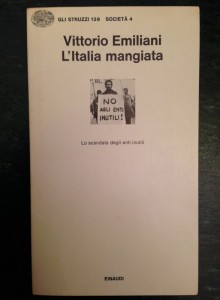 GLI STRUZZI 139  SOCIETÀ 4
Vittorio Emiliani
L'Italia mangiata
NO
AGLI ENTI
INUTILI!
Lo scandalo degli enti inutili
EINAUDI